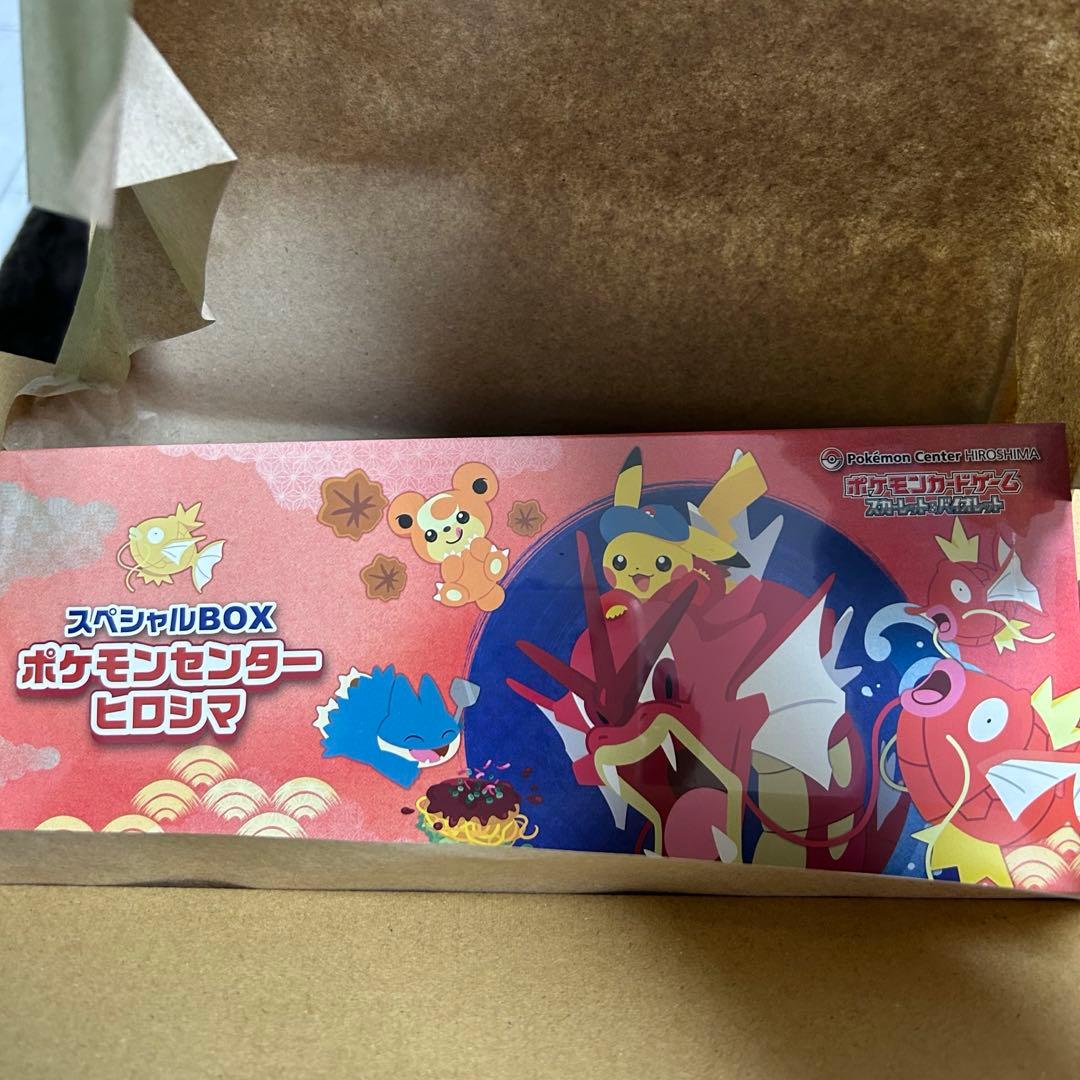 Pokémon Center HIROSHIMA
ポケモンカードゲーム
スカーレット&バイオレット
スペシャルBOX
ポケモンセンター
ヒロシマ